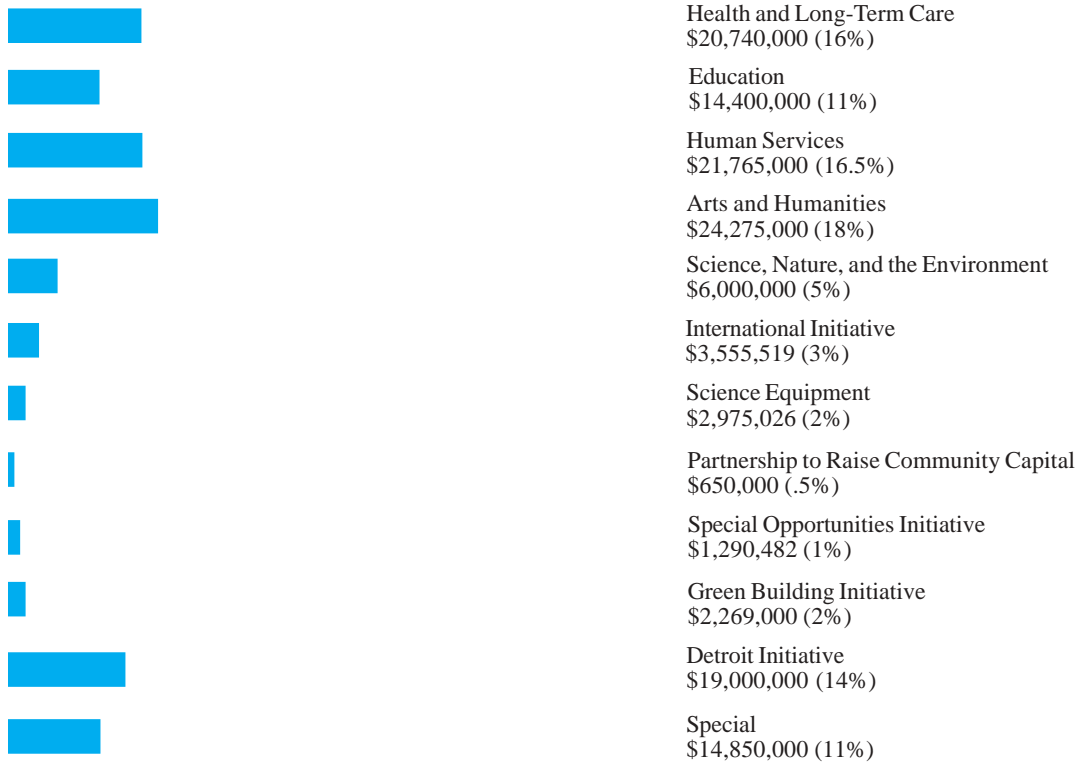 Health and Long-Term Care
$20,740,000 (16%)
Education
$14,400,000 (11%)
Human Services
$21,765,000 (16.5%)
Arts and Humanities
$24,275,000 (18%)
Science, Nature, and the Environment
$6,000,000 (5%)
International Initiative
$3,555,519 (3%)
Science Equipment
$2,975,026 (2%)
Partnership to Raise Community Capital
$650,000 (.5%)
Special Opportunities Initiative
$1,290,482 (1%)
Green Building Initiative
$2,269,000 (2%)
Detroit Initiative
$19,000,000 (14%)
Special
$14,850,000 (11%)